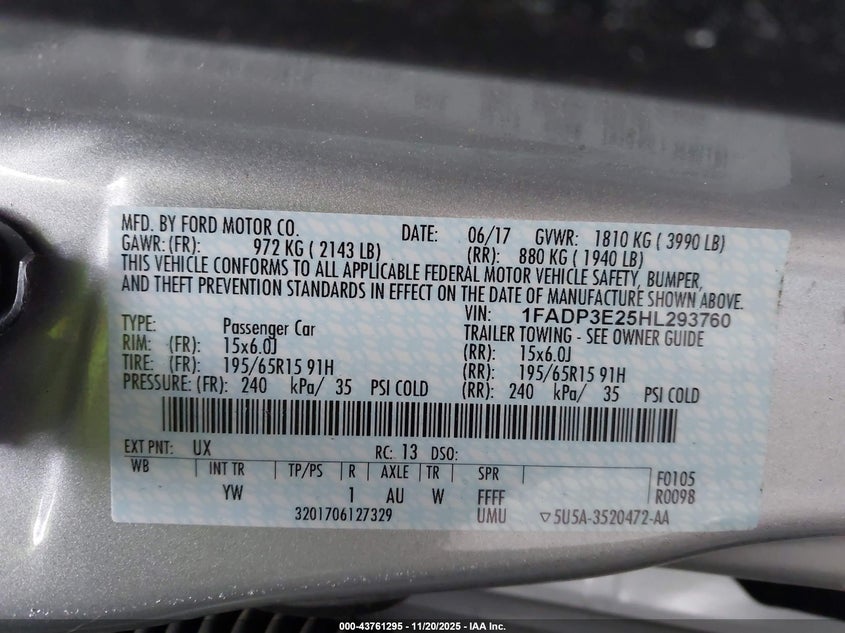 MFD. BY FORD MOTOR CO. DATE: 06/17 GVWR: 1810 KG ( 3990 LB)
GAWR: (FR): 972 KG ( 2143 LB) (RR): 880 KG ( 1940 LB)
THIS VEHICLE CONFORMS TO ALL APPLICABLE FEDERAL MOTOR VEHICLE SAFETY, BUMPER,
AND THEFT PREVENTION STANDARDS IN EFFECT ON THE DATE OF MANUFACTURE SHOWN ABOVE.
VIN: 1FADP3E25HL293760
TYPE: Passenger Car TRAILER TOWING - SEE OWNER GUIDE
RIM: (FR): 15x6.0J (RR): 15x6.0J
TIRE: (FR): 195/65R15 91H (RR): 195/65R15 91H
PRESSURE: (FR): 240 kPa/ 35 PSI COLD (RR): 240 kPa/ 35 PSI COLD
EXT PNT: UX RC: 13 DSO:
WB INT TR TP/PS R AXLE TR SPR F0105
YW 1 AU W FFFF R0098
3201706127329 UMU ▽5U5A-3520472-AA
000-43761295 - 11/20/2025 - IAA Inc.